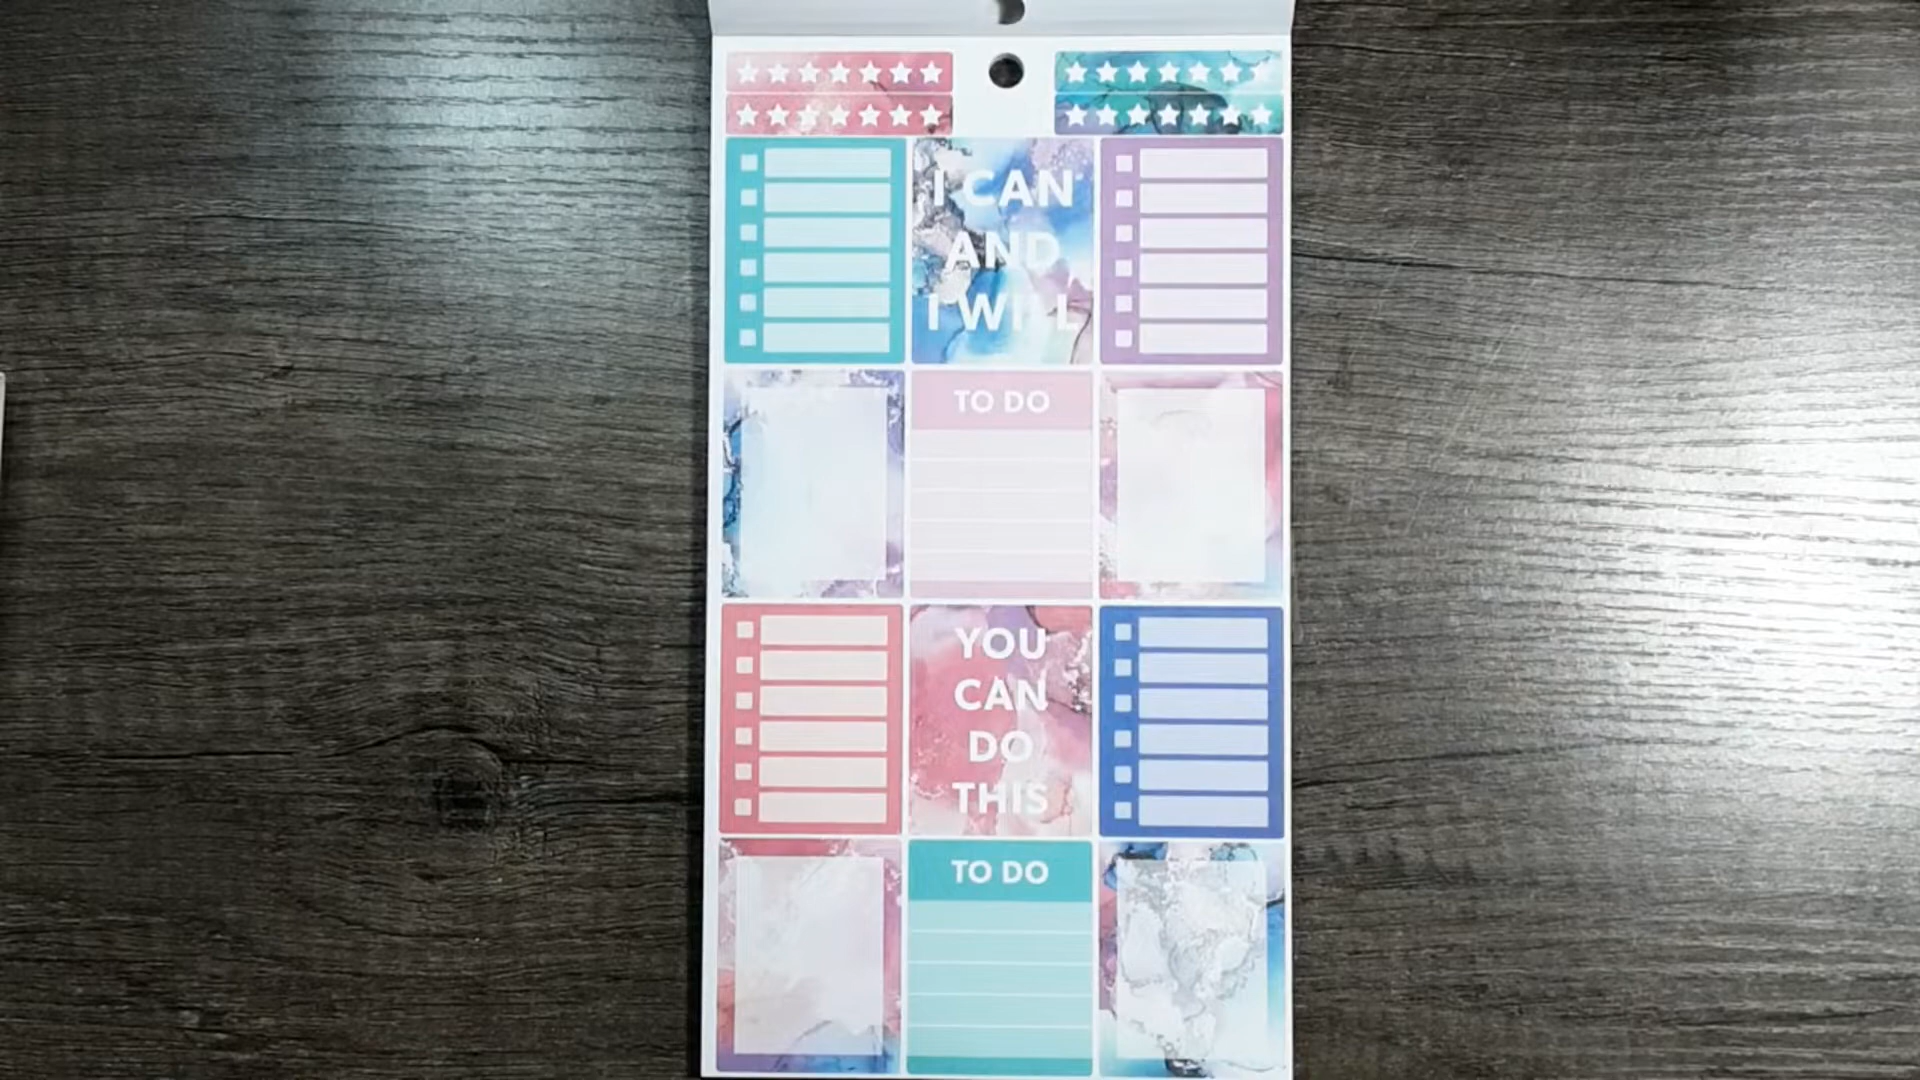 I CAN
AND
I WILL
TO DO
YOU
CAN
DO
THIS
TO DO